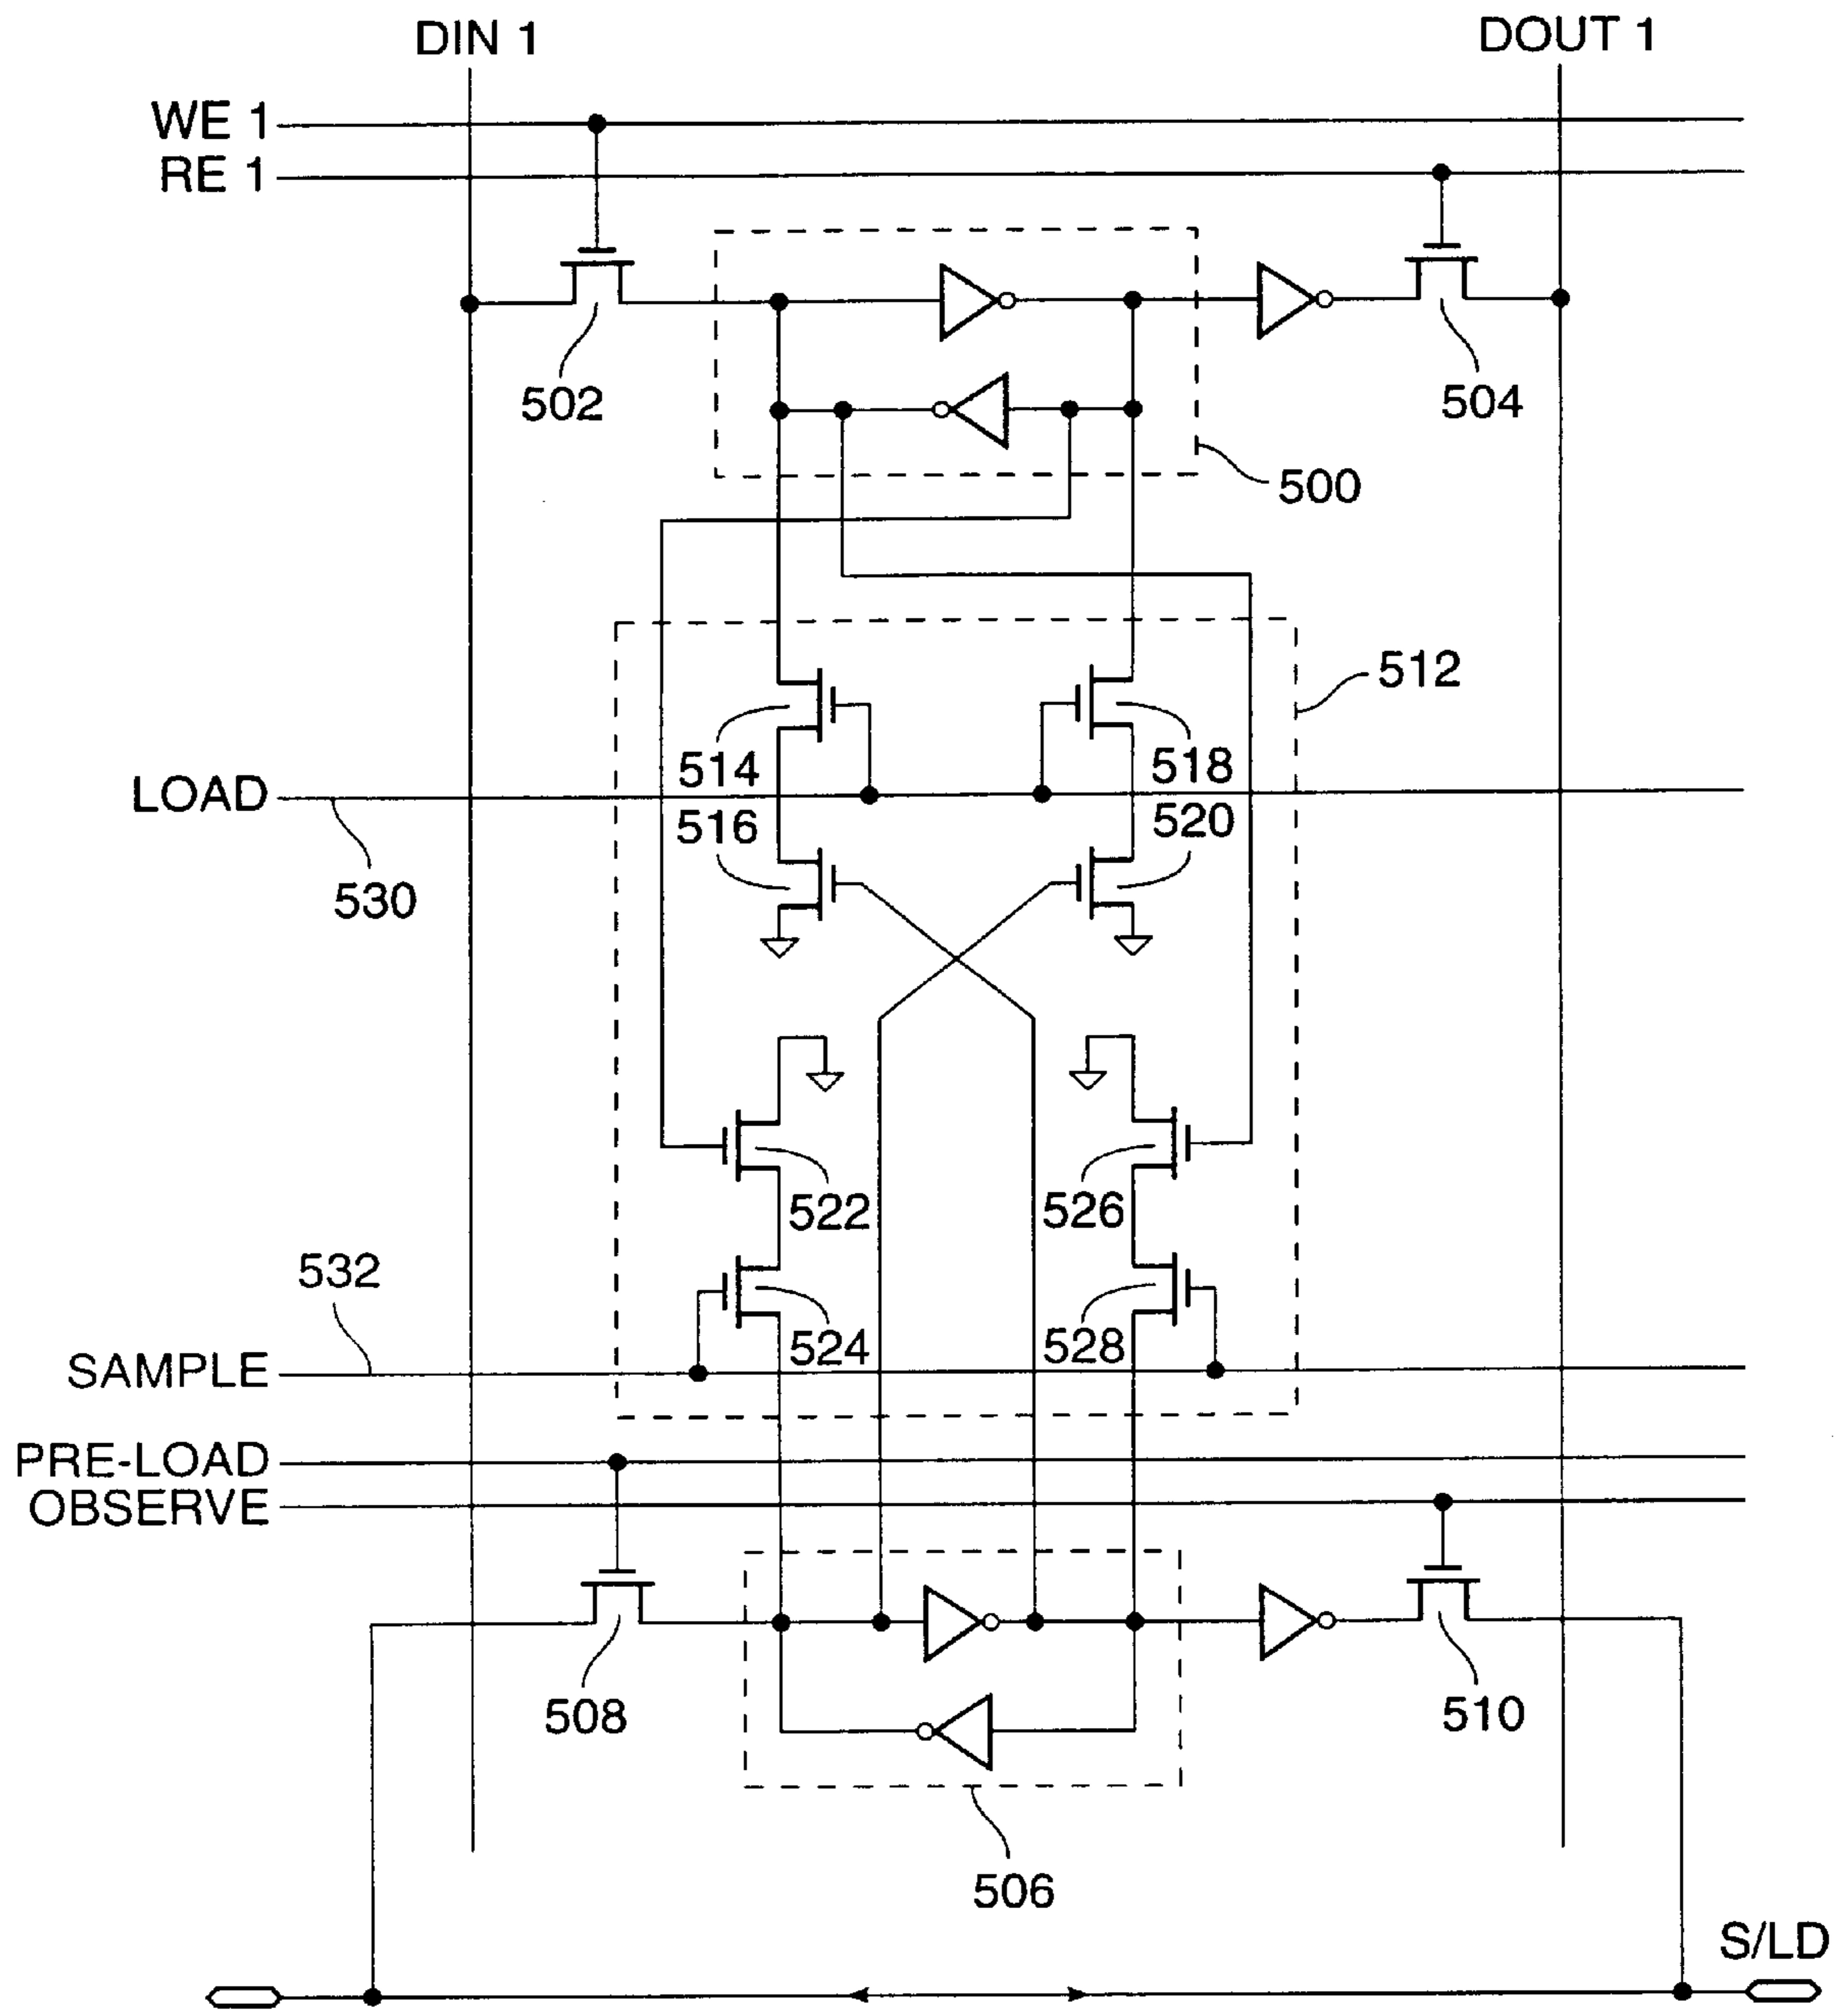 DIN 1
DOUT 1
WE 1
RE 1
502
504
500
512
514
518
LOAD
516
520
530
522
526
532
524
528
SAMPLE
PRE-LOAD
OBSERVE
508
510
506
S/LD